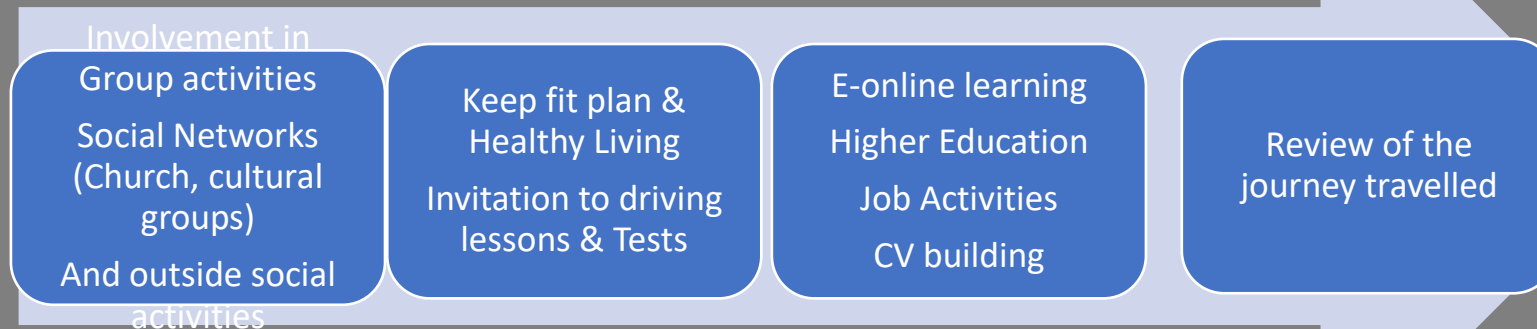 Involvement in
Group activities
Social Networks
(Church, cultural
groups)
And outside social
activities
Keep fit plan &
Healthy Living
Invitation to driving
lessons & Tests
E-online learning
Higher Education
Job Activities
CV building
Review of the
journey travelled